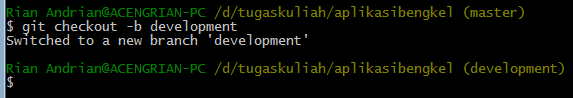 Rian Andrian@ACENGRIAN-PC /d/tugaskuliah/aplikasibengkel (master)
$ git checkout -b development
Switched to a new branch 'development'
Rian Andrian@ACENGRIAN-PC /d/tugaskuliah/aplikasibengkel (development)
$